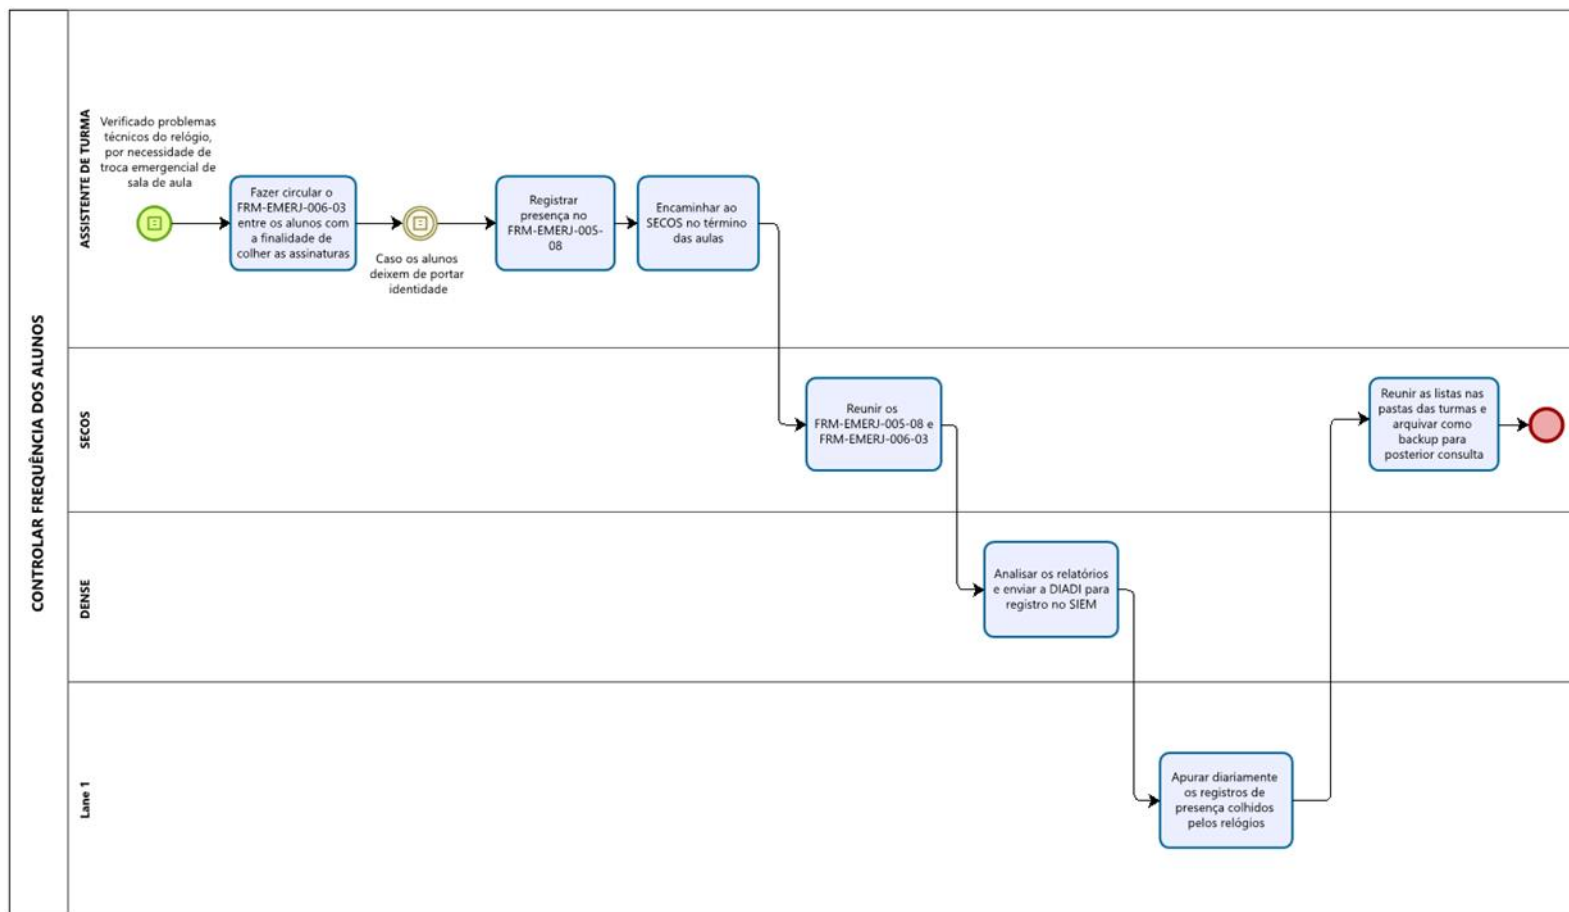 CONTROLAR FREQUÊNCIA DOS ALUNOS
ASSISTENTE DE TURMA
Verificado problemas
técnicos do relógio,
por necessidade de
troca emergencial de
sala de aula
Fazer circular o
FRM-EMERJ-006-03
entre os alunos com
a finalidade de
colher as assinaturas
Caso os alunos
deixem de portar
identidade
Registrar
presença no
FRM-EMERJ-005-
08
Encaminhar ao
SECOS no término
das aulas
SECOS
Reunir os
FRM-EMERJ-005-08 e
FRM-EMERJ-006-03
Reunir as listas nas
pastas das turmas e
arquivar como
backup para
posterior consulta
DENSE
Analisar os relatórios
e enviar a DIADI para
registro no SIEM
Lane 1
Apurar diariamente
os registros de
presença colhidos
pelos relógios